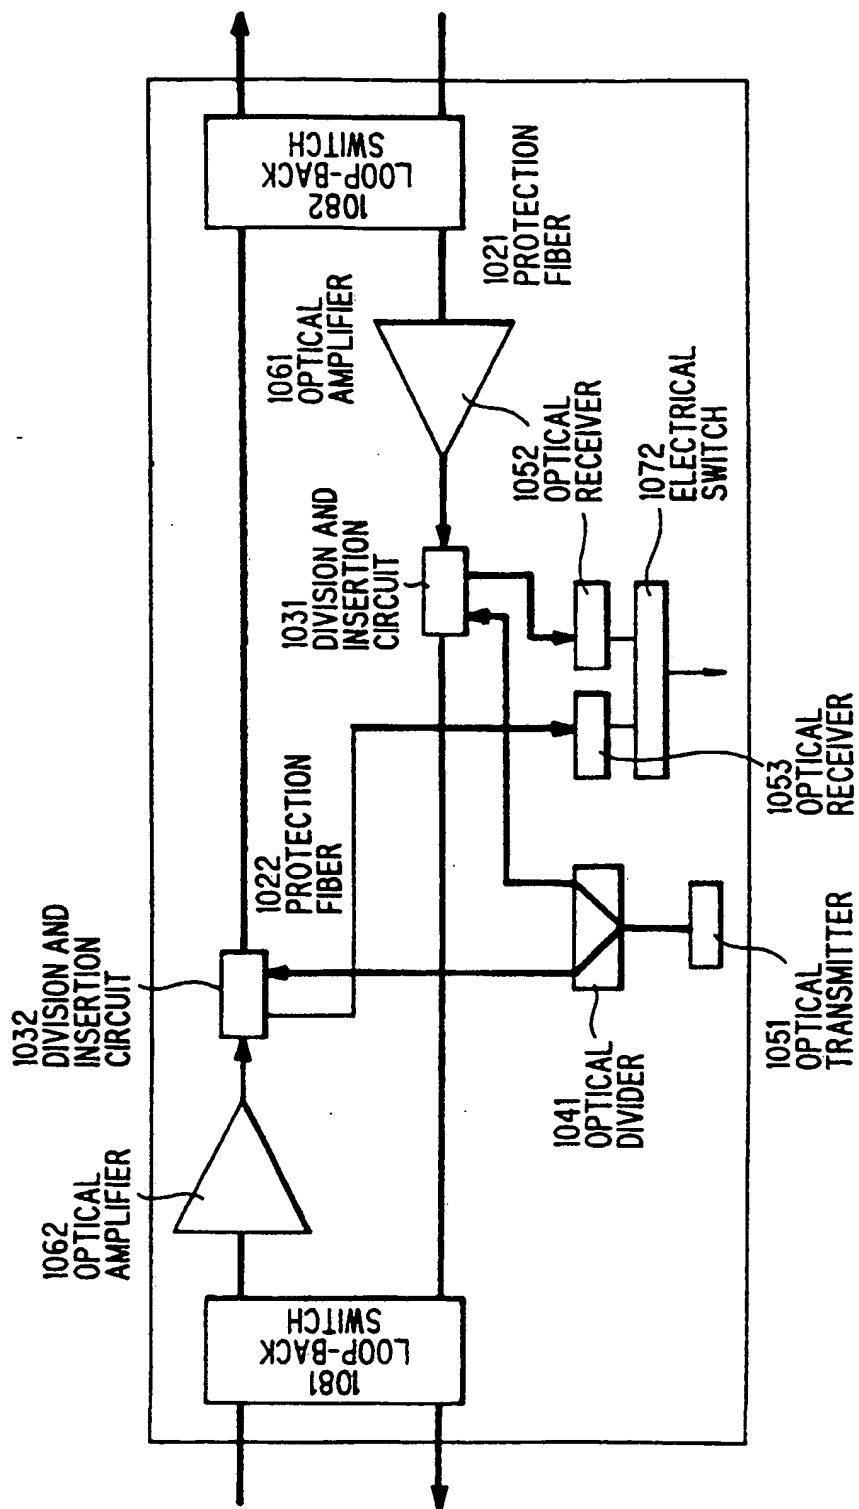 1062
OPTICAL
AMPLIFIER
1032
DIVISION AND
INSERTION
CIRCUIT
1081
LOOP-BACK
SWITCH
1022
PROTECTION
FIBER
1031
DIVISION AND
INSERTION
CIRCUIT
1061
OPTICAL
AMPLIFIER
1082
LOOP-BACK
SWITCH
1021
PROTECTION
FIBER
1041
OPTICAL
DIVIDER
1052
OPTICAL
RECEIVER
1072
ELECTRICAL
SWITCH
1051
OPTICAL
TRANSMITTER
1053
OPTICAL
RECEIVER